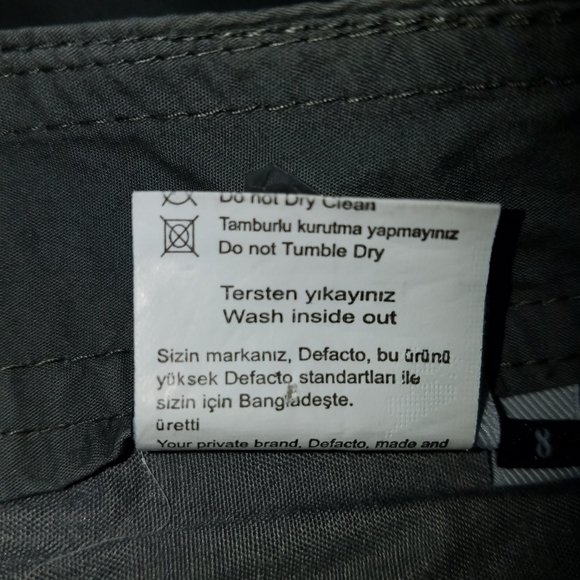 Do not Dry Clean
Tamburlu kurutma yapmayınız
Do not Tumble Dry
Tersten yıkayınız
Wash inside out
Sizin markanız, Defacto, bu ürünü
yüksek Defacto standartları ile
sizin için Bangladeşte.
üretti
Your private brand, Defacto, made and
8